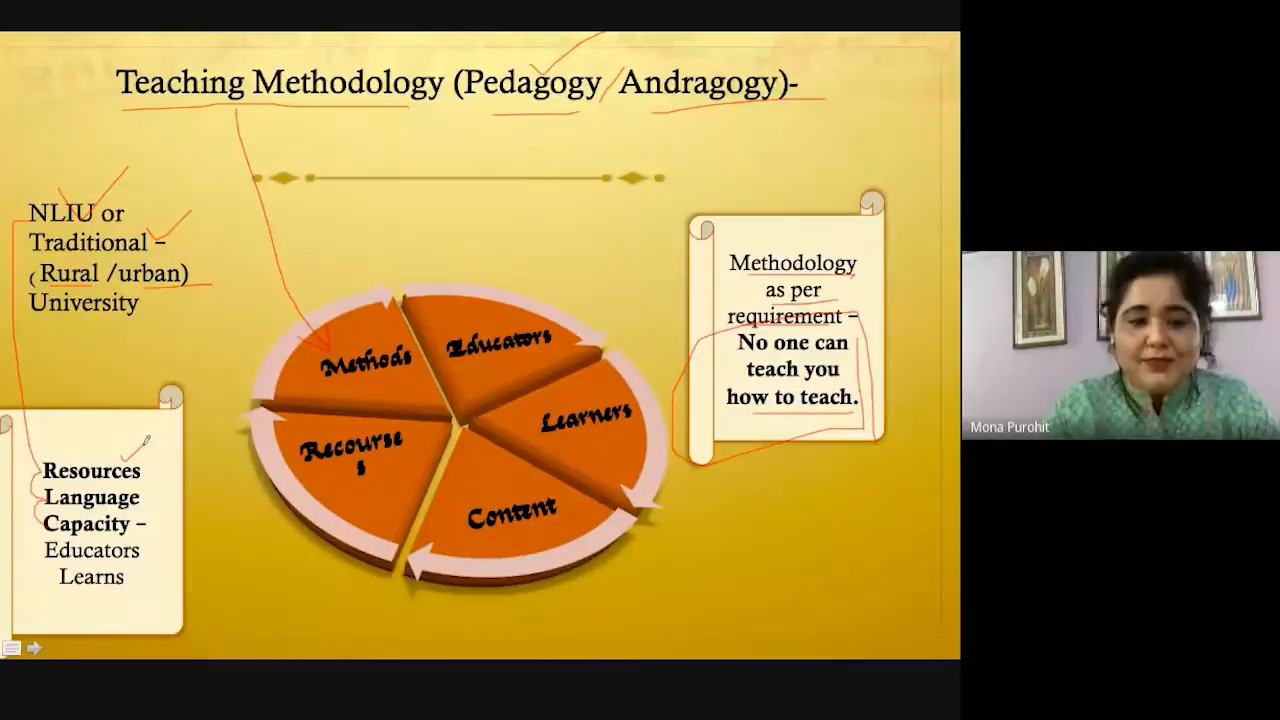 Teaching Methodology (Pedagogy / Andragogy)-
NLIU or
Traditional –
( Rural /urban)
University
Resources
Language
Capacity –
Educators
Learns
Methods
Educators
Learners
Content
Recourse
s
Methodology
as per
requirement –
No one can
teach you
how to teach.
Mona Purohit